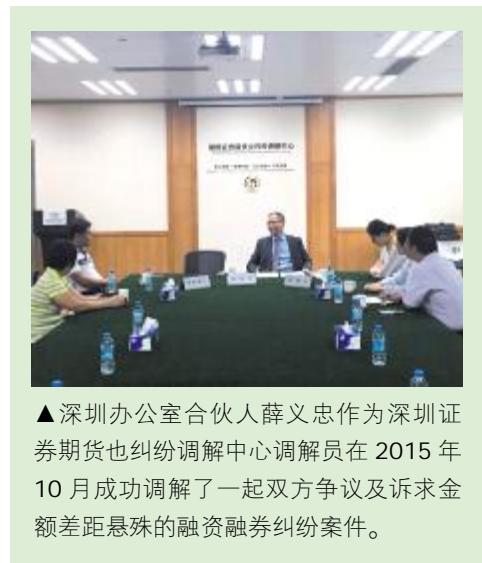 ▲深圳办公室合伙人薛义忠作为深圳证
券期货也纠纷调解中心调解员在 2015 年
10 月成功调解了一起双方争议及诉求金
额差距悬殊的融资融券纠纷案件。